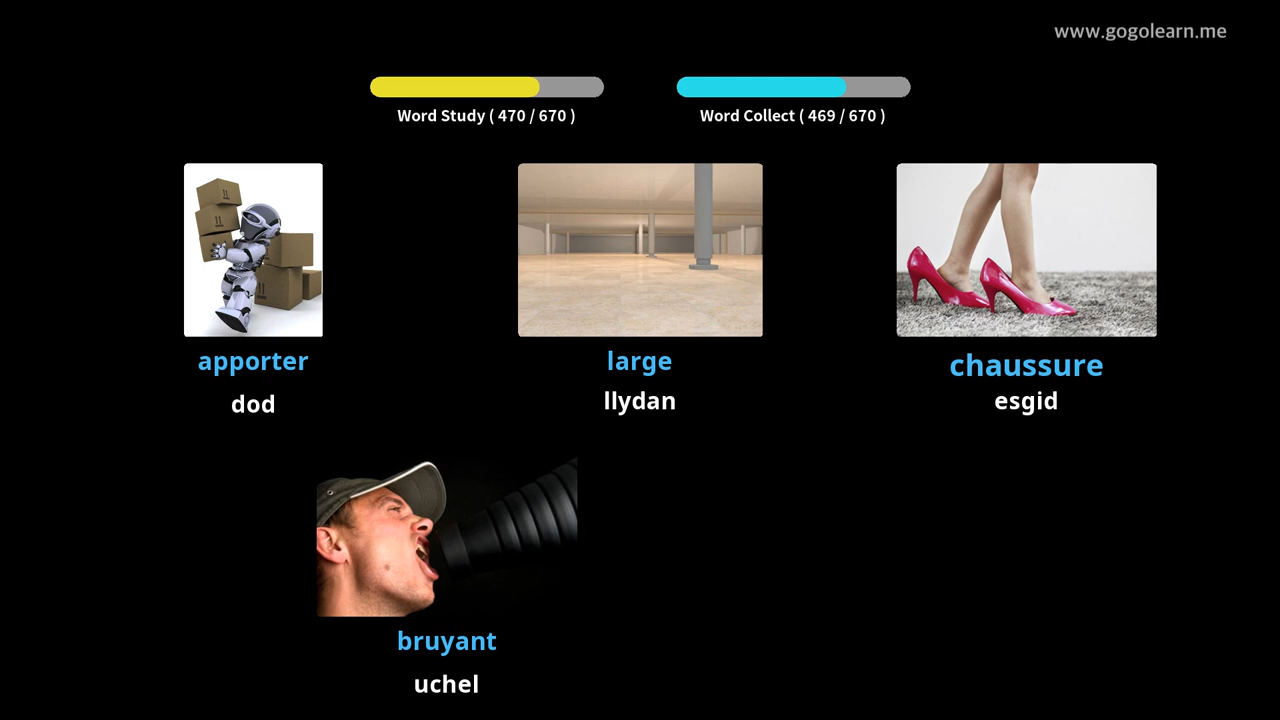 www.gogolearn.me
Word Study ( 470 / 670 )
Word Collect ( 469 / 670 )
apporter
dod
large
llydan
chaussure
esgid
bruyant
uchel